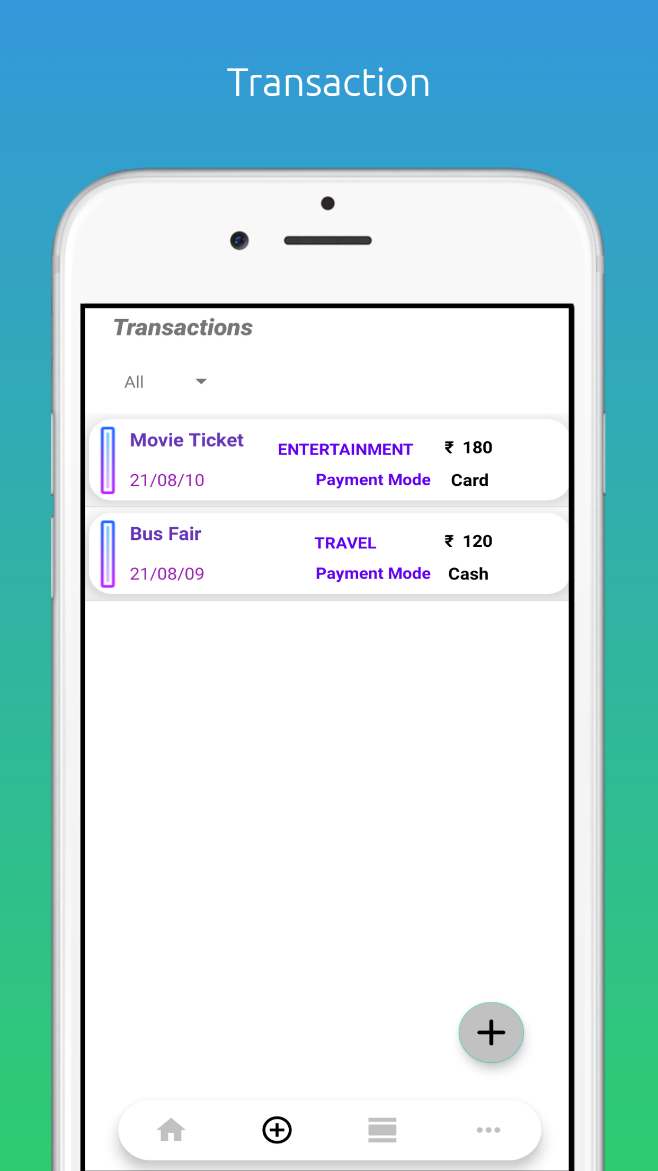 Transaction
Transactions
All
Movie Ticket ENTERTAINMENT ₹ 180
21/08/10 Payment Mode Card
Bus Fair TRAVEL ₹ 120
21/08/09 Payment Mode Cash